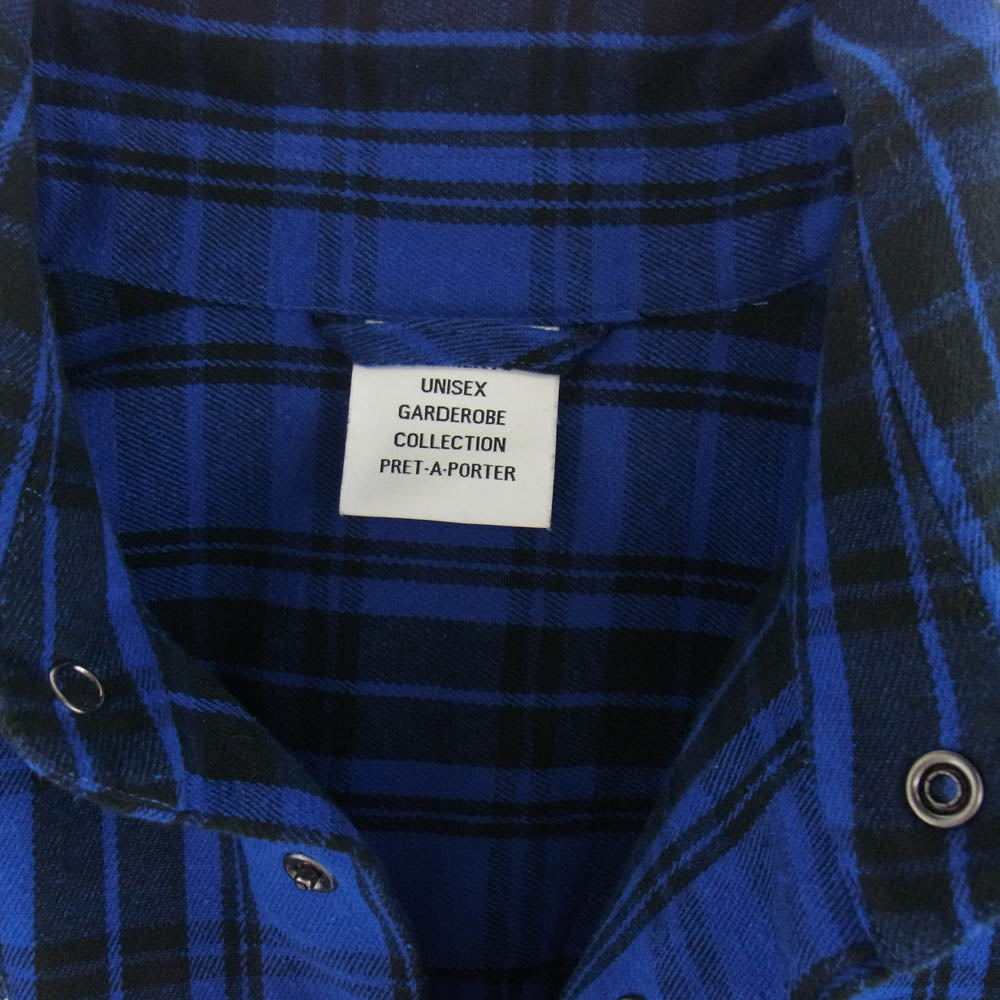 UNISEX
GARDEROBE
COLLECTION
PRET-A-PORTER